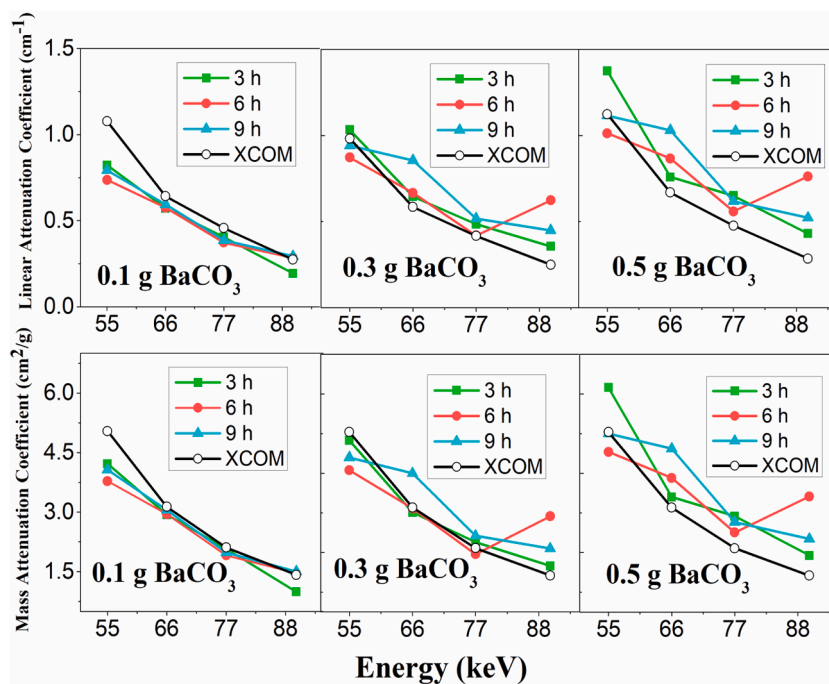 Linear Attenuation Coefficient (cm⁻¹)
1.5
1.0
0.5
0.0
3 h
6 h
9 h
XCOM
0.1 g BaCO₃
55 66 77 88
3 h
6 h
9 h
XCOM
0.3 g BaCO₃
55 66 77 88
3 h
6 h
9 h
XCOM
0.5 g BaCO₃
55 66 77 88
Mass Attenuation Coefficient (cm²/g)
6.0
4.5
3.0
1.5
3 h
6 h
9 h
XCOM
0.1 g BaCO₃
55 66 77 88
3 h
6 h
9 h
XCOM
0.3 g BaCO₃
55 66 77 88
3 h
6 h
9 h
XCOM
0.5 g BaCO₃
55 66 77 88
Energy (keV)